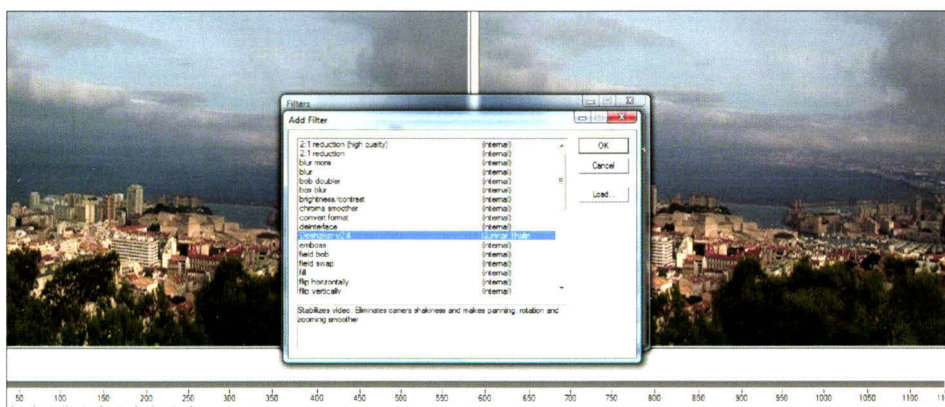 Filters
Add Filter
2:1 reduction (high quality) (internal)
2:1 reduction (internal)
blur more (internal)
blur (internal)
bob doubler (internal)
box blur (internal)
brightness/contrast (internal)
chroma smoother (internal)
convert format (internal)
deinterlace (internal)
Deshaker v2.4 Gunnar Thalin
emboss (internal)
field bob (internal)
field swap (internal)
fill (internal)
flip horizontally (internal)
flip vertically (internal)
OK
Cancel
Load...
Stabilizes video. Eliminates camera shakiness and makes panning, rotation and
zooming smoother
50 100 150 200 250 300 350 400 450 500 550 600 650 700 750 800 850 900 950 1000 1050 1100